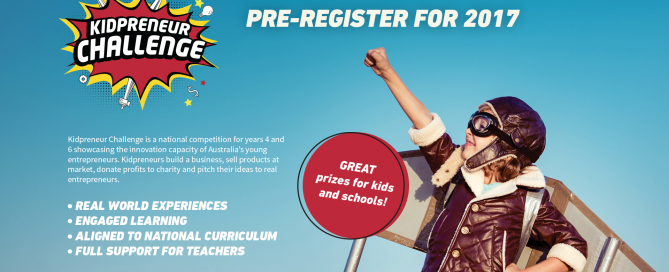 KIDPRENEUR
CHALLENGE
PRE-REGISTER FOR 2017
Kidpreneur Challenge is a national competition for years 4 and
6 showcasing the innovation capacity of Australia's young
entrepreneurs. Kidpreneurs build a business, sell products at
market, donate profits to charity and pitch their ideas to real
entrepreneurs.
GREAT
prizes for kids
and schools!
• REAL WORLD EXPERIENCES
• ENGAGED LEARNING
• ALIGNED TO NATIONAL CURRICULUM
• FULL SUPPORT FOR TEACHERS